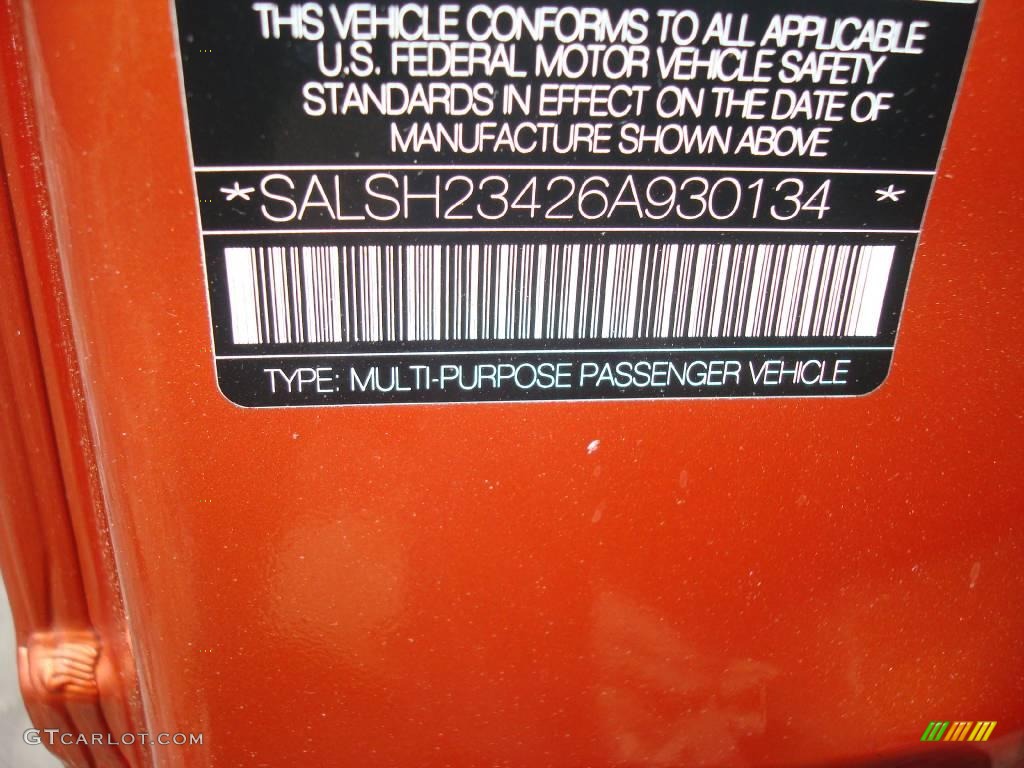 THIS VEHICLE CONFORMS TO ALL APPLICABLE
U.S. FEDERAL MOTOR VEHICLE SAFETY
STANDARDS IN EFFECT ON THE DATE OF
MANUFACTURE SHOWN ABOVE
*SALSH23426A930134 *
TYPE: MULTI-PURPOSE PASSENGER VEHICLE
GTCARLOT.COM